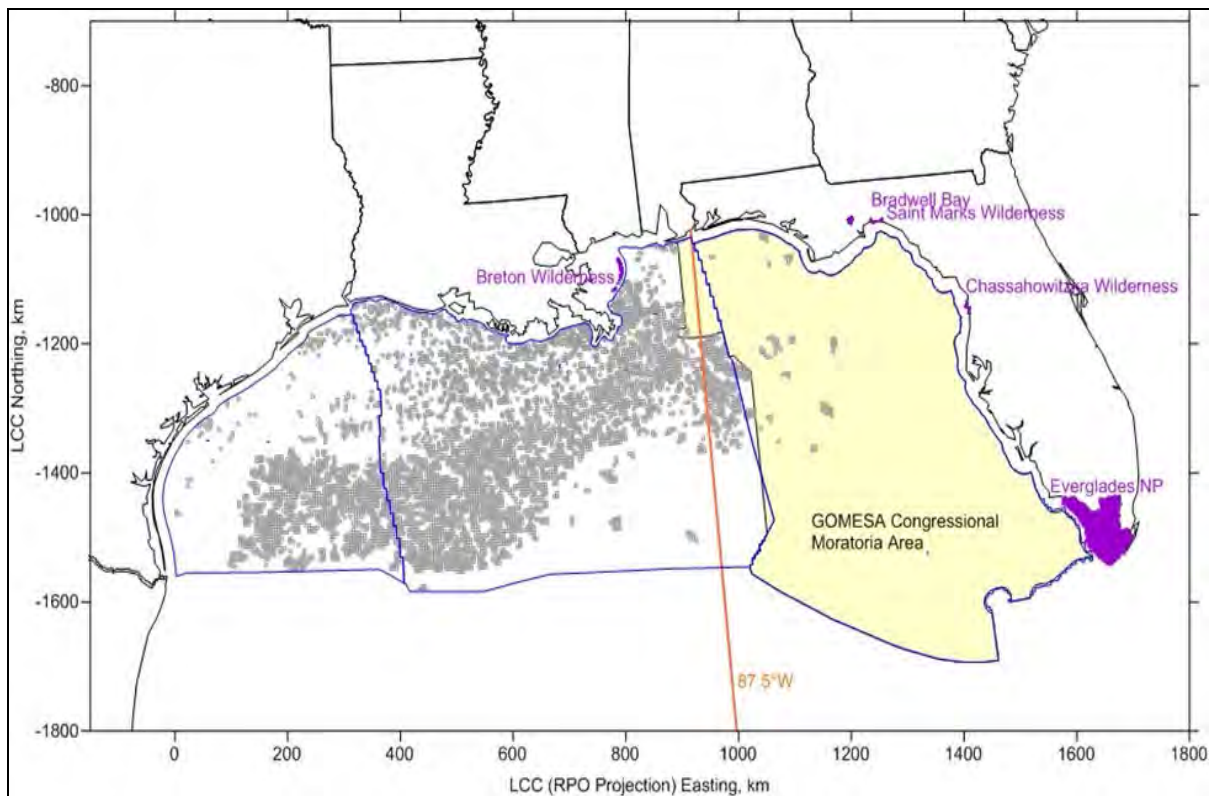 -800
-1000
-1200
-1400
-1600
-1800
LCC Northing, km
Bradwell Bay
Saint Marks Wilderness
Breton Wilderness
Chassahowitzka Wilderness
Everglades NP
GOMESA Congressional
Moratoria Area
87.5°W
0
200
400
600
800
1000
1200
1400
1600
1800
LCC (RPO Projection) Easting, km